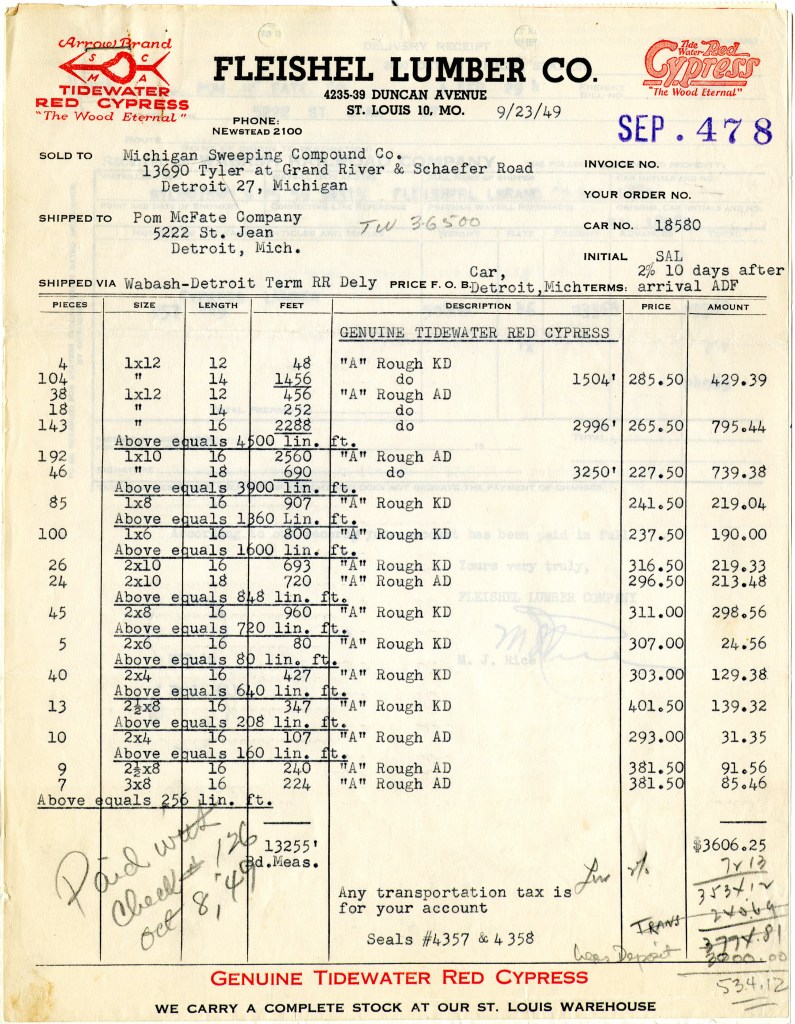 Arrow Brand
S C
M A
TIDEWATER
RED CYPRESS
"The Wood Eternal"
FLEISHEL LUMBER CO.
4235-39 DUNCAN AVENUE
ST. LOUIS 10, MO.
9/23/49
PHONE:
NEWSTEAD 2100
Tide Water Red
Cypress
"The Wood Eternal"
SEP. 478
SOLD TO Michigan Sweeping Compound Co.
13690 Tyler at Grand River & Schaefer Road
Detroit 27, Michigan
INVOICE NO.
YOUR ORDER NO.
SHIPPED TO Pom McFate Company
5222 St. Jean
Detroit, Mich.
TW 36500
CAR NO. 18580
INITIAL SAL
SHIPPED VIA Wabash-Detroit Term RR Dely PRICE F. O. B. Car, Detroit, Mich TERMS: 2% 10 days after arrival ADF
PIECES SIZE LENGTH FEET DESCRIPTION PRICE AMOUNT
GENUINE TIDEWATER RED CYPRESS
4 1x12 12 48 "A" Rough KD
104 " 14 1456 do 1504' 285.50 429.39
38 1x12 12 456 "A" Rough AD
18 " 14 252 do
143 " 16 2288 do 2996' 265.50 795.44
Above equals 4500 lin. ft.
192 1x10 16 2560 "A" Rough AD
46 " 18 690 do 3250' 227.50 739.38
Above equals 3900 lin. ft.
85 1x8 16 907 "A" Rough KD 241.50 219.04
Above equals 1360 Lin. ft.
100 1x6 16 800 "A" Rough KD 237.50 190.00
Above equals 1600 lin. ft.
26 2x10 16 693 "A" Rough KD 316.50 219.33
24 2x10 18 720 "A" Rough AD 296.50 213.48
Above equals 848 lin. ft.
45 2x8 16 960 "A" Rough KD 311.00 298.56
Above equals 720 lin. ft.
5 2x6 16 80 "A" Rough KD 307.00 24.56
Above equals 80 lin. ft.
40 2x4 16 427 "A" Rough KD 303.00 129.38
Above equals 640 lin. ft.
13 2½x8 16 347 "A" Rough KD 401.50 139.32
Above equals 208 lin. ft.
10 2x4 16 107 "A" Rough AD 293.00 31.35
Above equals 160 lin. ft.
9 2½x8 16 240 "A" Rough AD 381.50 91.56
7 3x8 16 224 "A" Rough AD 381.50 85.46
Above equals 256 lin. ft.
13255' $3606.25
Bd.Meas.
Paid with
Check # 126
Oct 8, '49
2% 72 13
3534.12
Any transportation tax is
for your account
TRANS 240.69
3774.81
Seals #4357 & 4358
Less Deposit 3000.00
534.12
GENUINE TIDEWATER RED CYPRESS
WE CARRY A COMPLETE STOCK AT OUR ST. LOUIS WAREHOUSE